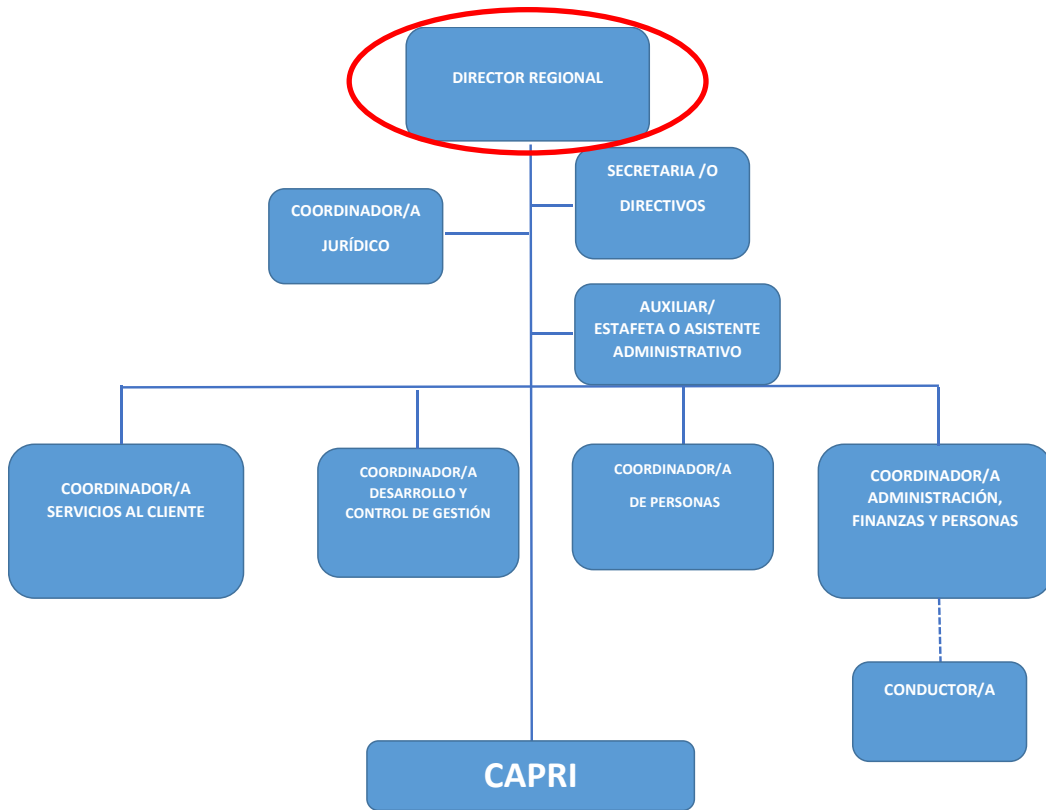 DIRECTOR REGIONAL
SECRETARIA /O
DIRECTIVOS
COORDINADOR/A
JURÍDICO
AUXILIAR/
ESTAFETA O ASISTENTE
ADMINISTRATIVO
COORDINADOR/A
SERVICIOS AL CLIENTE
COORDINADOR/A
DESARROLLO Y
CONTROL DE GESTIÓN
COORDINADOR/A
DE PERSONAS
COORDINADOR/A
ADMINISTRACIÓN,
FINANZAS Y PERSONAS
CONDUCTOR/A
CAPRI